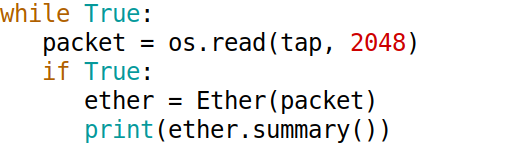 while True:
   packet = os.read(tap, 2048)
   if True:
      ether = Ether(packet)
      print(ether.summary())